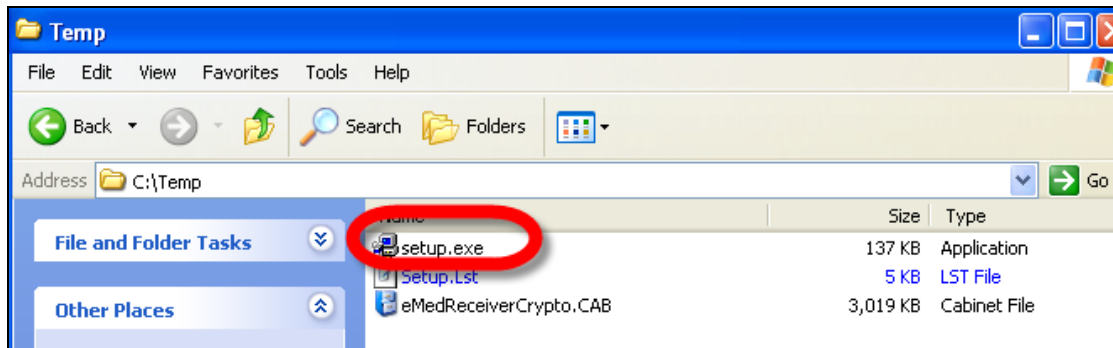 Temp
File Edit View Favorites Tools Help
Back Search Folders
Address C:\Temp Go
Name Size Type
File and Folder Tasks
setup.exe 137 KB Application
Setup.Lst 5 KB LST File
Other Places
eMedReceiverCrypto.CAB 3,019 KB Cabinet File